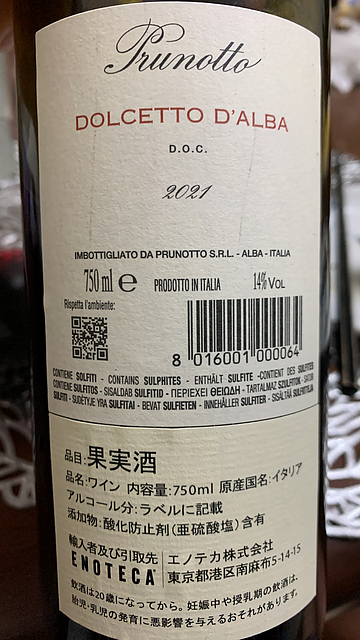 Prunotto
DOLCETTO D'ALBA
D.O.C.
2021
IMBOTTIGLIATO DA PRUNOTTO S.R.L. - ALBA - ITALIA
750 ml e PRODOTTO IN ITALIA 14% VOL
Rispetta l'ambiente:
8 016001 000064
CONTIENE SOLFITI - CONTAINS SULPHITES - ENTHÄLT SULFITE - CONTIENT DES SULFITES
CONTIENE SULFITOS - SISALDAB SULFITID - ΠΕΡΙΕΧΕΙ ΘΕΙΩΔΗ - TARTALMAZ SZULFITOK - SATUR
SULFITI - SUDĖTYJE YRA SULFITAI - BEVAT SULFIETEN - INNEHÅLLER SULFITER - SISÄLTÄÄ SULFIITTEJA
品目:果実酒
品名:ワイン 内容量:750ml 原産国名:イタリア
アルコール分:ラベルに記載
添加物:酸化防止剤(亜硫酸塩)含有
輸入者及び引取先
ENOTECA エノテカ株式会社
東京都港区南麻布5-14-15
飲酒は20歳になってから。妊娠中や授乳期の飲酒は、
胎児・乳児の発育に悪影響を与えるおそれがあります。